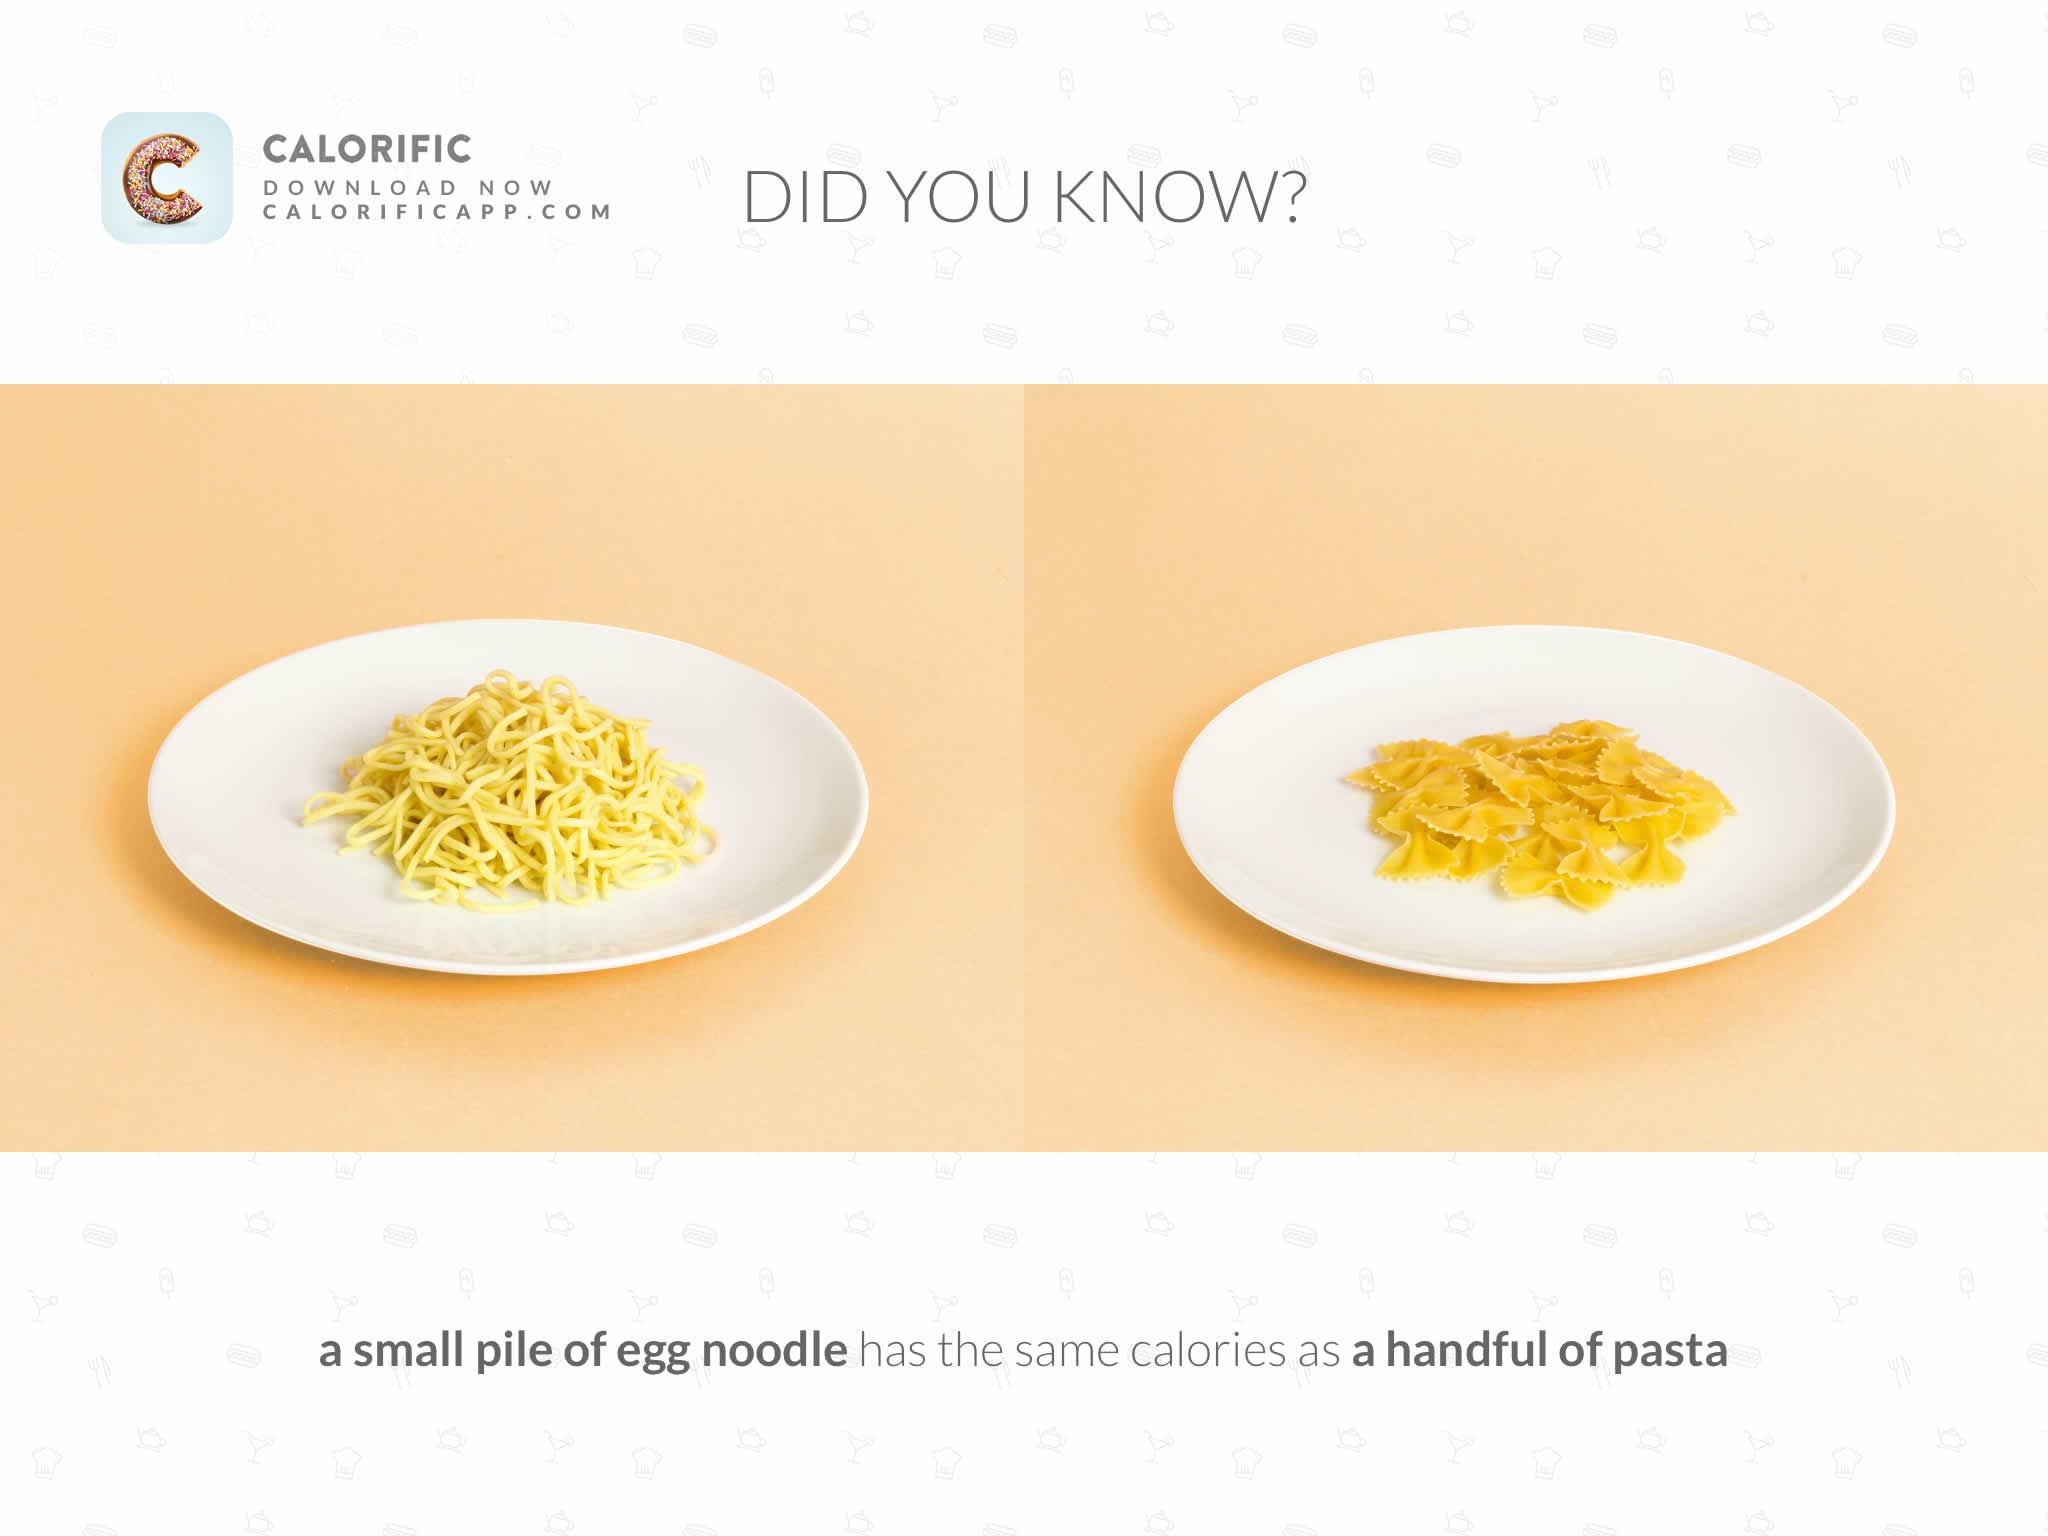 CALORIFIC
DOWNLOAD NOW
CALORIFICAPP.COM
DID YOU KNOW?
a small pile of egg noodle has the same calories as a handful of pasta